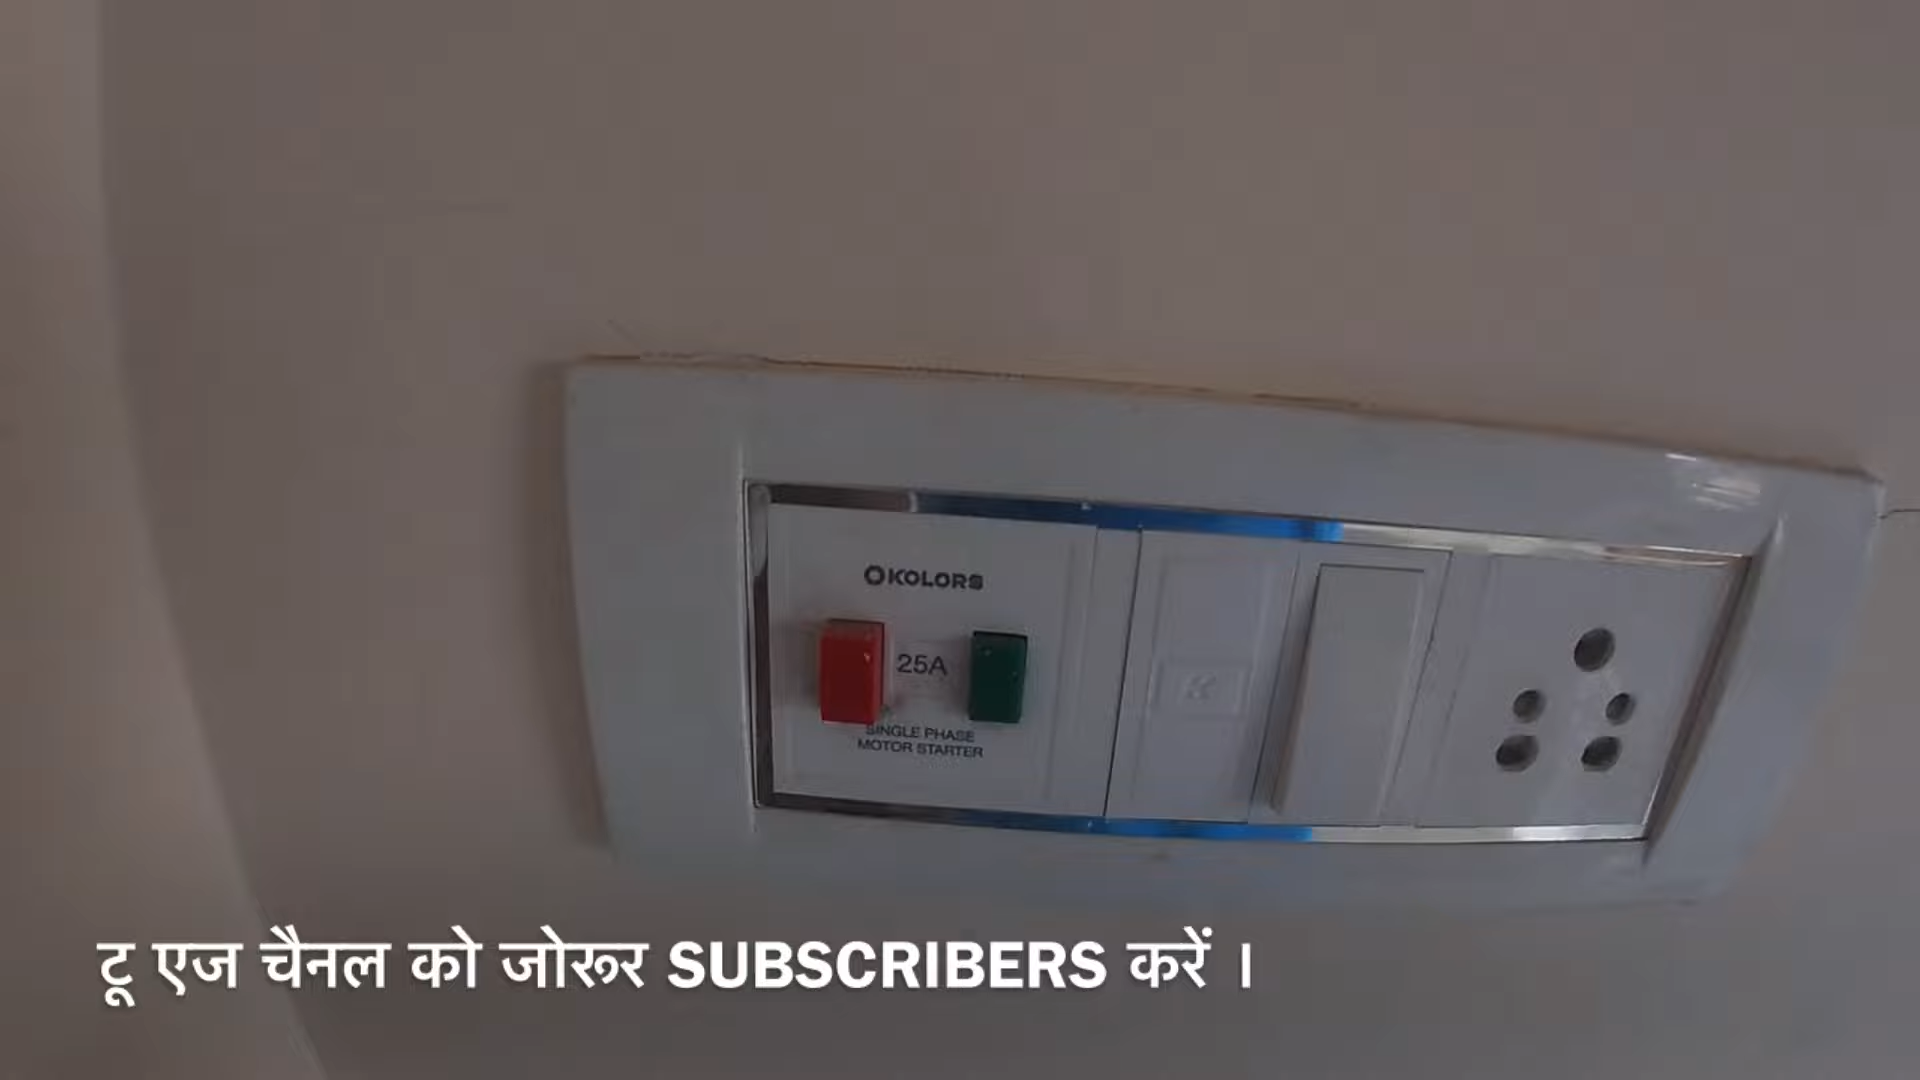 KOLORS
25A
SINGLE PHASE
MOTOR STARTER
टू एज चैनल को जोरूर SUBSCRIBERS करें ।